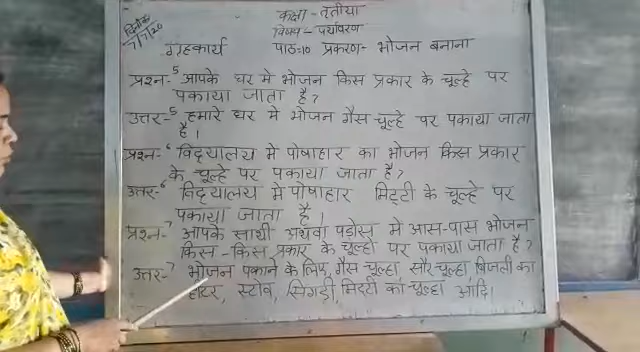 दिनांक
7/7/20
कक्षा - तृतीया
विषय - पर्यावरण
गृहकार्य पाठ-10 प्रकरण- भोजन बनाना
प्रश्न-5 आपके घर मे भोजन किस प्रकार के चूल्हे पर
पकाया जाता है?
उत्तर-5 हमारे घर मे भोजन गैस चूल्हे पर पकाया जाता
है।
प्रश्न-6 विद्यालय मे पोषाहार का भोजन किस प्रकार
के चूल्हे पर पकाया जाता है?
उत्तर-6 विद्यालय मे पोषाहार मिट्टी के चूल्हे पर
पकाया जाता है।
प्रश्न-7 आपके साथी अथवा पड़ोस मे आस-पास भोजन
किस-किस प्रकार के चूल्हो पर पकाया जाता है?
उत्तर-7 भोजन पकाने के लिए, गैस चूल्हा, सौर चूल्हा, बिजली का
हीटर, स्टोव, सिगड़ी, मिट्टी का चूल्हा आदि।